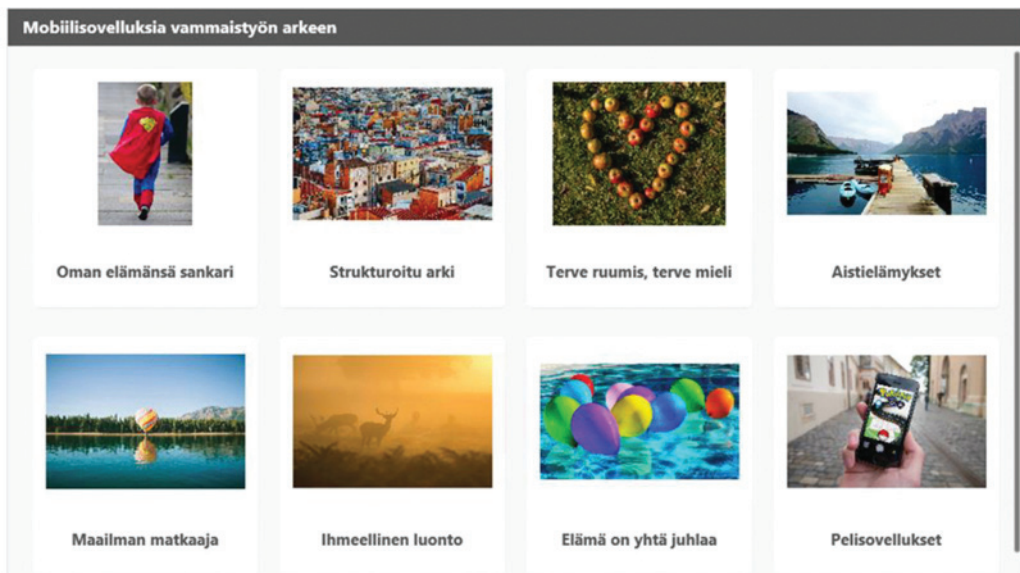 Mobiilisovelluksia vammaistyön arkeen
Oman elämänsä sankari
Strukturoitu arki
Terve ruumis, terve mieli
Aistielämykset
Maailman matkaaja
Ihmeellinen luonto
Elämä on yhtä juhlaa
Pelisovellukset